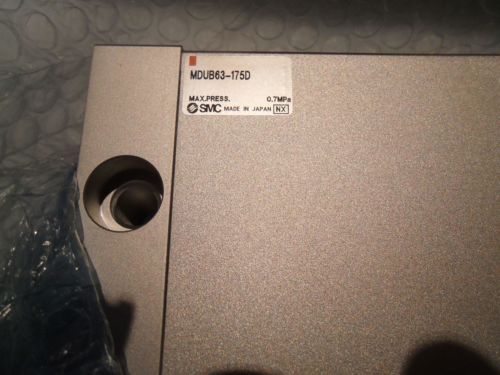 MDUB63-175D
MAX.PRESS. 0.7MPa
SMC MADE IN JAPAN NX